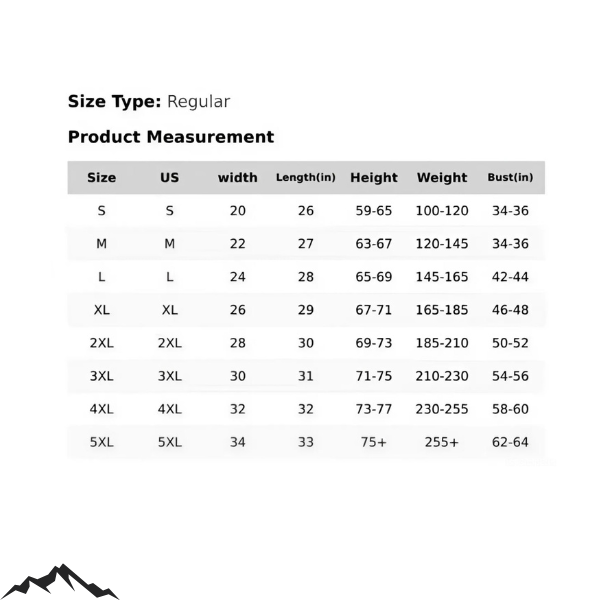 Size Type: Regular
Product Measurement
Size US width Length(in) Height Weight Bust(in)
S S 20 26 59-65 100-120 34-36
M M 22 27 63-67 120-145 34-36
L L 24 28 65-69 145-165 42-44
XL XL 26 29 67-71 165-185 46-48
2XL 2XL 28 30 69-73 185-210 50-52
3XL 3XL 30 31 71-75 210-230 54-56
4XL 4XL 32 32 73-77 230-255 58-60
5XL 5XL 34 33 75+ 255+ 62-64